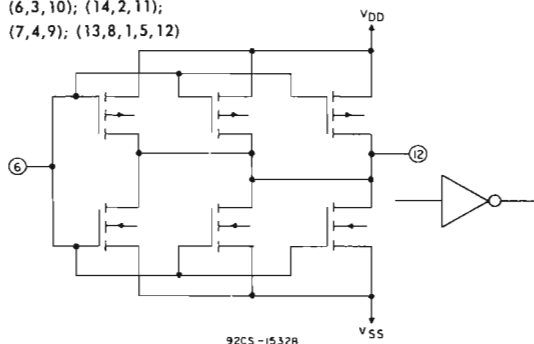 (6,3,10); (14,2,11);
(7,4,9); (13,8,1,5,12)
VDD
6
12
VSS
92CS-15328